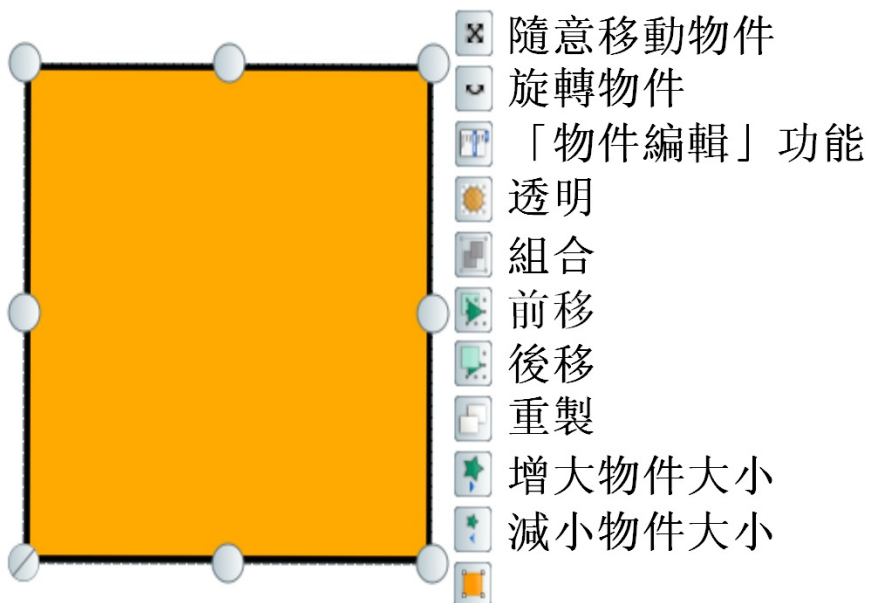 隨意移動物件
旋轉物件
「物件編輯」功能
透明
組合
前移
後移
重製
增大物件大小
減小物件大小